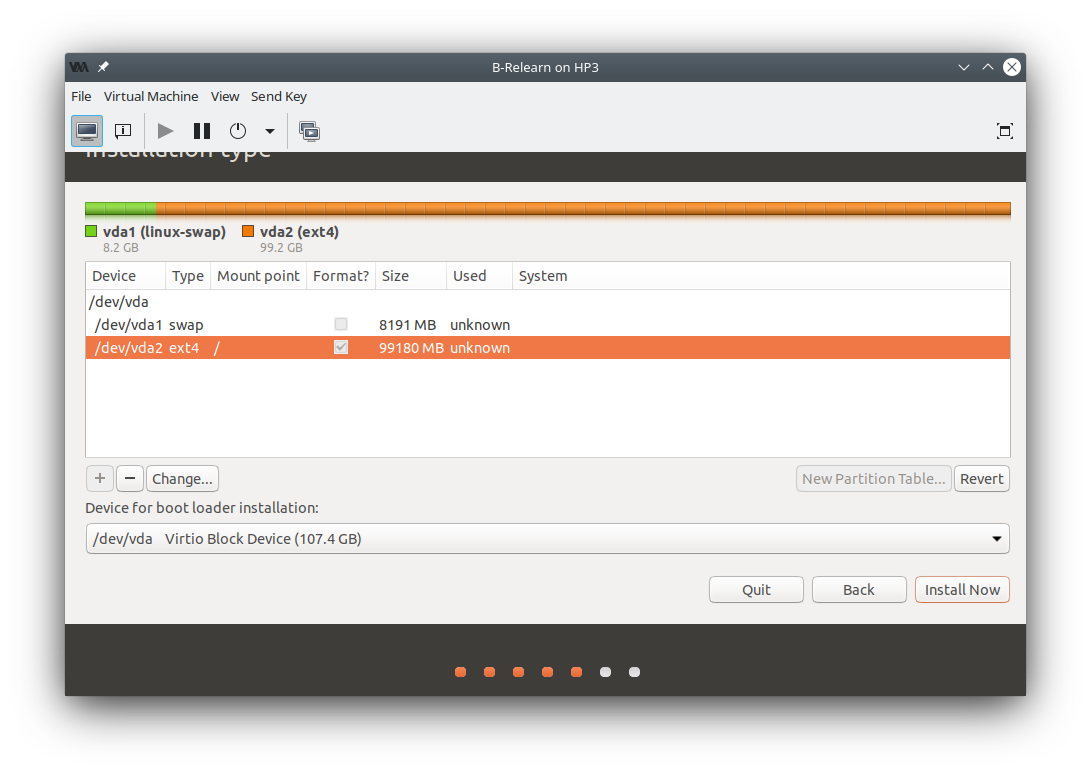 B-Relearn on HP3
File Virtual Machine View Send Key
Installation type
vda1 (linux-swap) vda2 (ext4)
8.2 GB 99.2 GB
Device Type Mount point Format? Size Used System
/dev/vda
/dev/vda1 swap 8191 MB unknown
/dev/vda2 ext4 / 99180 MB unknown
+ − Change... New Partition Table... Revert
Device for boot loader installation:
/dev/vda Virtio Block Device (107.4 GB)
Quit Back Install Now